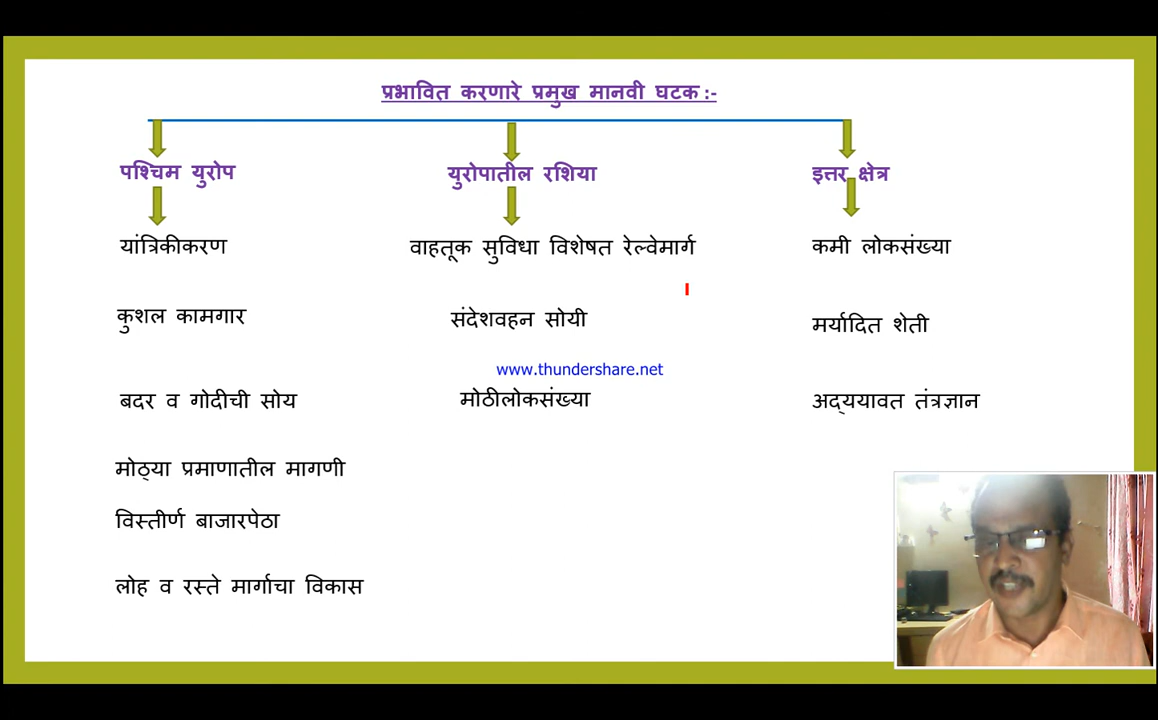 प्रभावित करणारे प्रमुख मानवी घटक :-
पश्चिम युरोप
युरोपातील रशिया
इत्तर क्षेत्र
यांत्रिकीकरण
वाहतूक सुविधा विशेषत रेल्वेमार्ग
कमी लोकसंख्या
कुशल कामगार
संदेशवहन सोयी
मर्यादित शेती
www.thundershare.net
बदर व गोदीची सोय
मोठीलोकसंख्या
अद्ययावत तंत्रज्ञान
मोठ्या प्रमाणातील मागणी
विस्तीर्ण बाजारपेठा
लोह व रस्ते मार्गाचा विकास